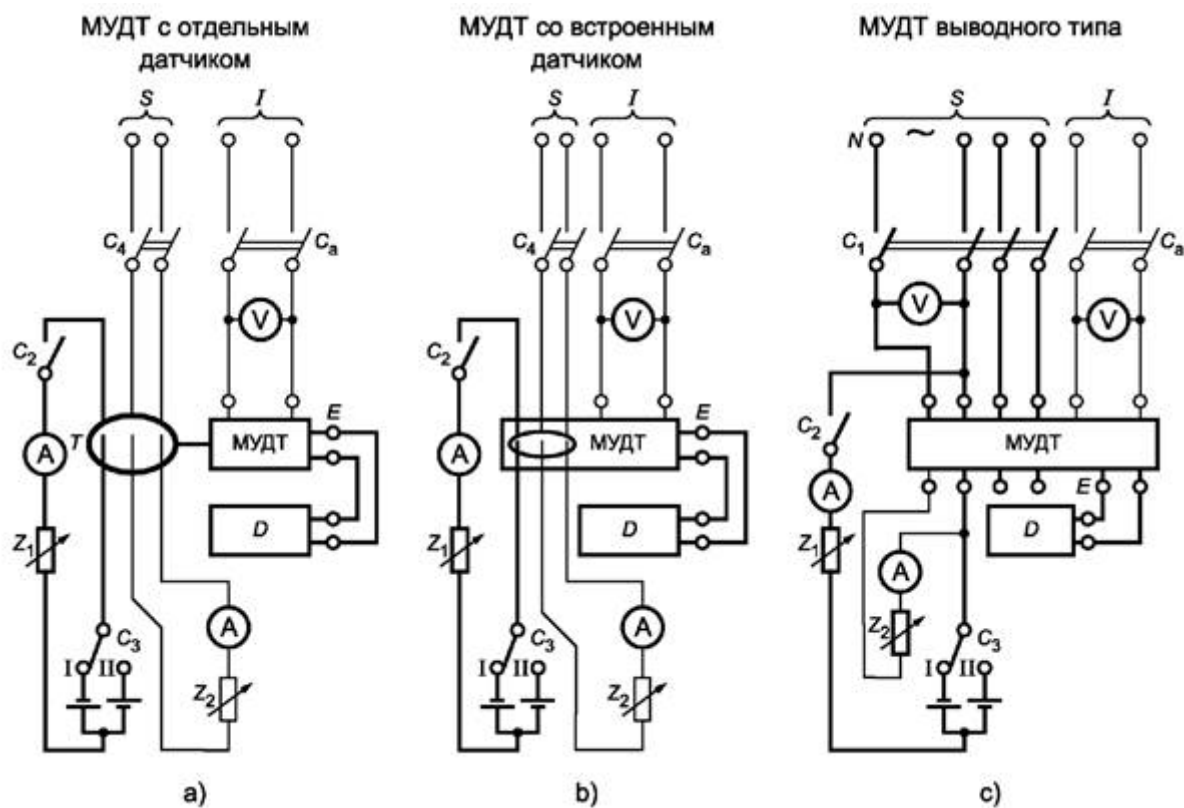 МУДТ с отдельным
датчиком
МУДТ со встроенным
датчиком
МУДТ выводного типа
S
I
C4
Ca
V
C2
A
T
МУДТ
E
D
Z1
A
C3
I
II
Z2
a)
S
I
C4
Ca
V
C2
A
МУДТ
E
D
Z1
A
C3
I
II
Z2
b)
S
I
N
~
C1
Ca
V
V
C2
A
МУДТ
E
D
Z1
A
Z2
C3
I
II
c)